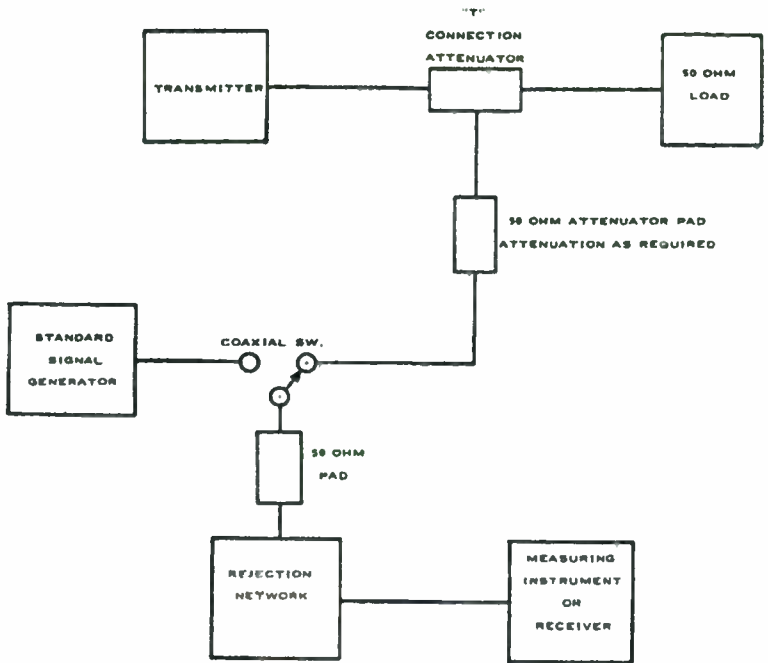 "T"
CONNECTION
ATTENUATOR
TRANSMITTER
50 OHM
LOAD
50 OHM ATTENUATOR PAD
ATTENUATION AS REQUIRED
STANDARD
SIGNAL
GENERATOR
COAXIAL SW.
50 OHM
PAD
REJECTION
NETWORK
MEASURING
INSTRUMENT
OR
RECEIVER